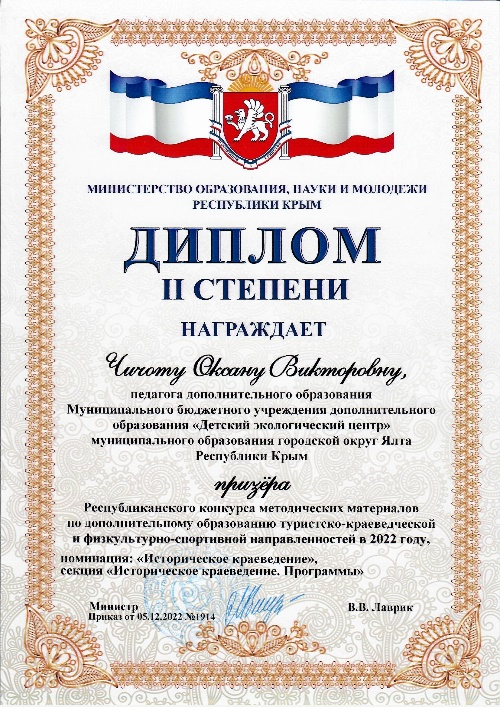 МИНИСТЕРСТВО ОБРАЗОВАНИЯ, НАУКИ И МОЛОДЕЖИ
РЕСПУБЛИКИ КРЫМ
ДИПЛОМ
II СТЕПЕНИ
НАГРАЖДАЕТ
Чичоту Оксану Викторовну,
педагога дополнительного образования
Муниципального бюджетного учреждения дополнительного
образования «Детский экологический центр»
муниципального образования городской округ Ялта
Республики Крым
призёра
Республиканского конкурса методических материалов
по дополнительному образованию туристско-краеведческой
и физкультурно-спортивной направленностей в 2022 году,
номинация: «Историческое краеведение»,
секция «Историческое краеведение. Программы»
Министр В.В. Лаврик
Приказ от 05.12.2022 №1914